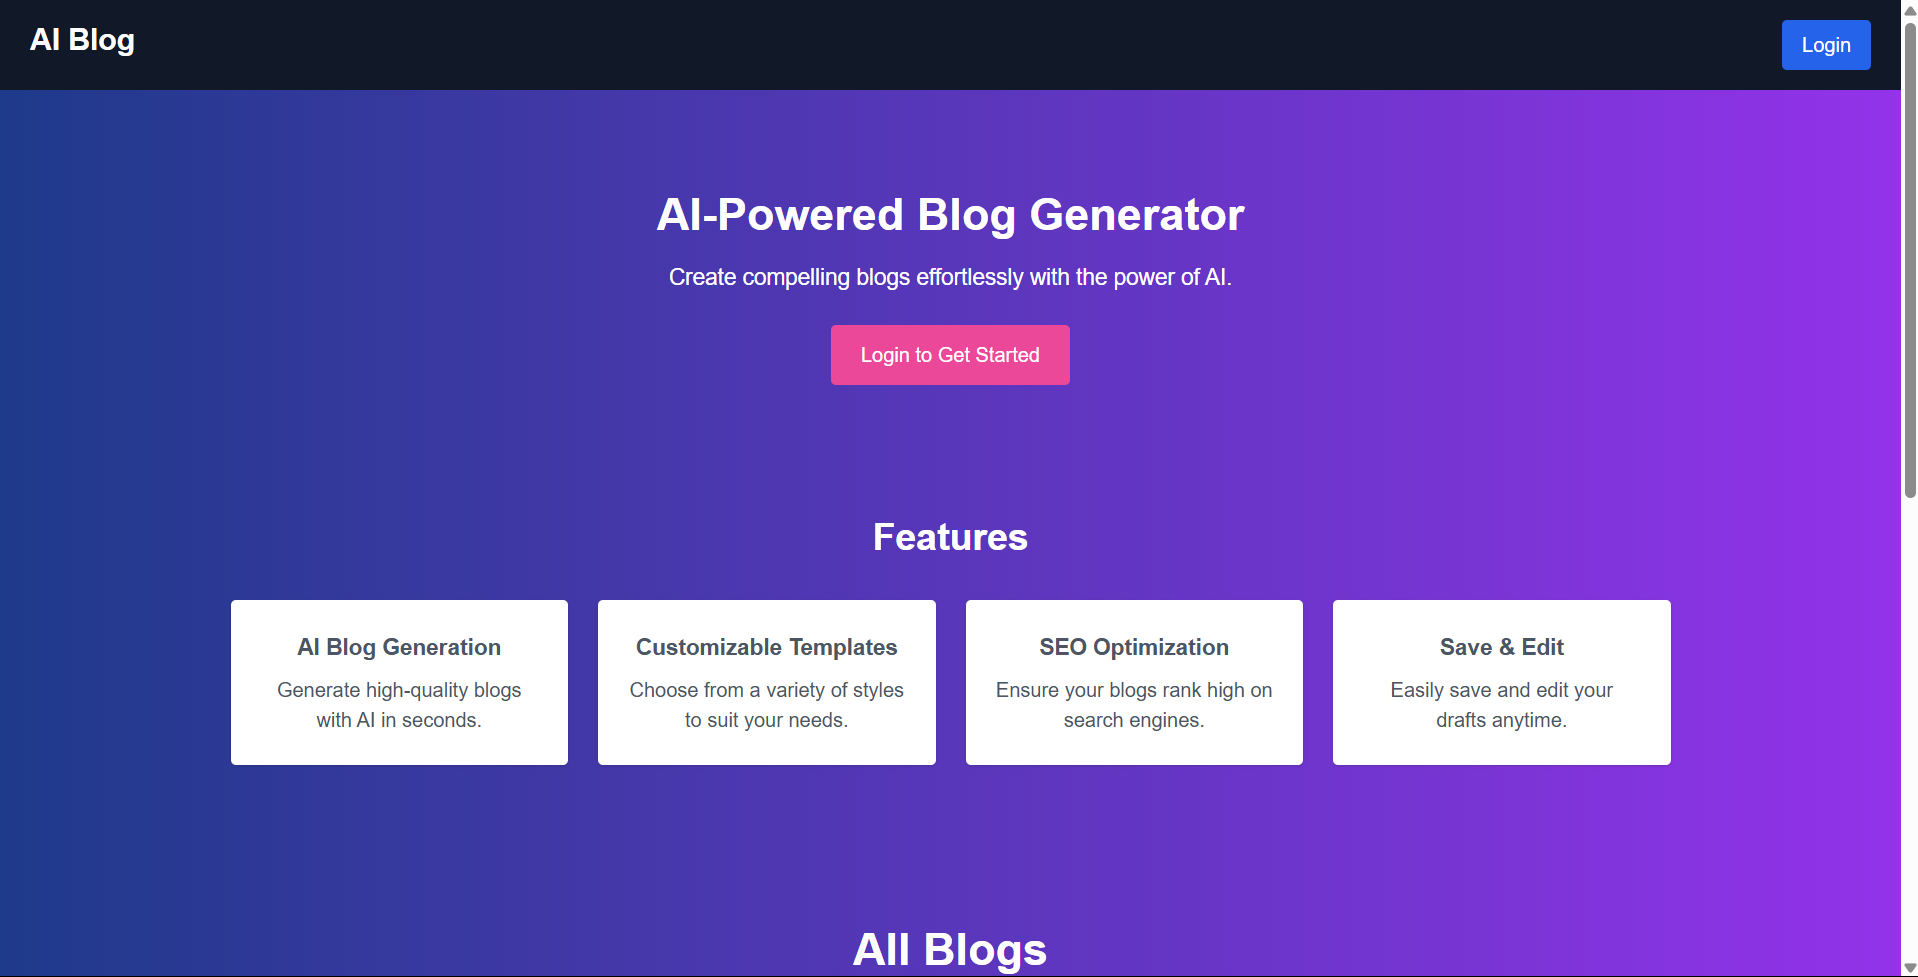 AI Blog
Login
AI-Powered Blog Generator
Create compelling blogs effortlessly with the power of AI.
Login to Get Started
Features
AI Blog Generation
Generate high-quality blogs
with AI in seconds.
Customizable Templates
Choose from a variety of styles
to suit your needs.
SEO Optimization
Ensure your blogs rank high on
search engines.
Save & Edit
Easily save and edit your
drafts anytime.
All Blogs